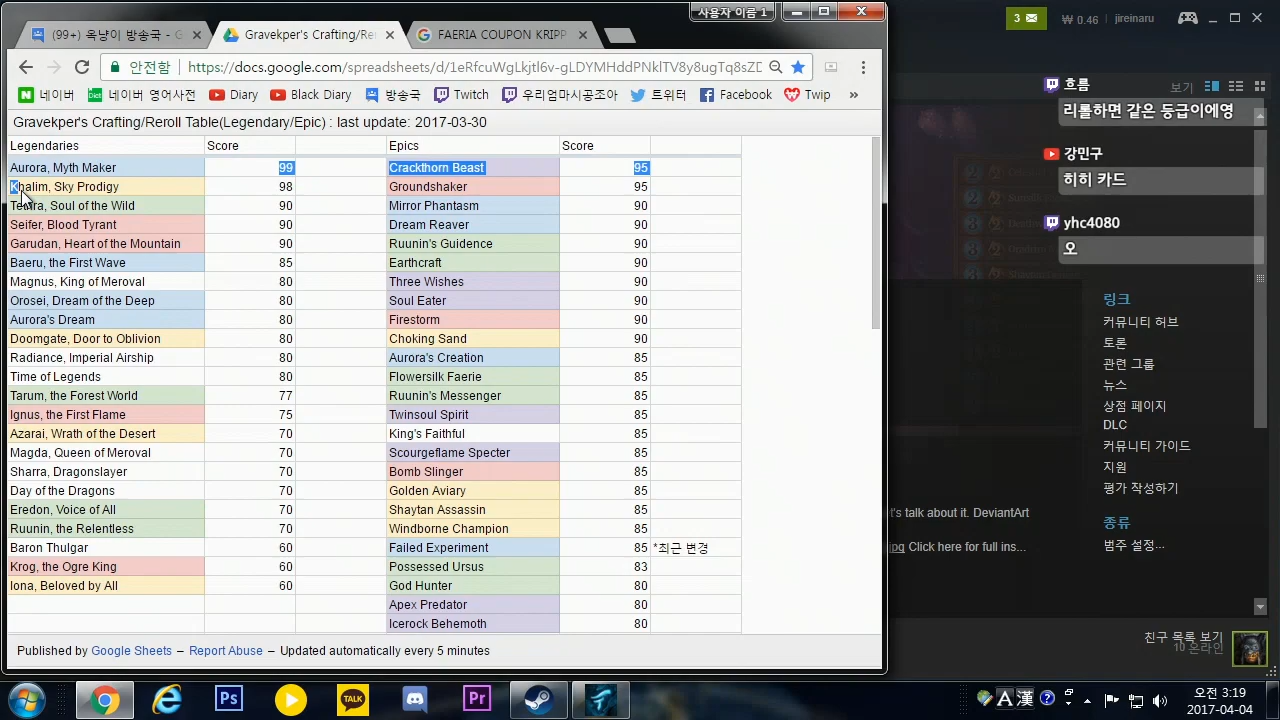 사용자 이름 1
(99+) 옥냥이 방송국 - G
Gravekper's Crafting/Rer
FAERIA COUPON KRIPP
안전함
https://docs.google.com/spreadsheets/d/1eRfcuWgLkjtl6v-gLDYMHddPNklTV8y8ugTq8sZD
네이버
네이버 영어사전
Diary
Black Diary
방송국
Twitch
우리엄마시공조아
트위터
Facebook
Twip
»
Gravekper's Crafting/Reroll Table(Legendary/Epic) : last update: 2017-03-30
Legendaries Score Epics Score
Aurora, Myth Maker 99 Crackthorn Beast 95
Khalim, Sky Prodigy 98 Groundshaker 95
Soul of the Wild 90 Mirror Phantasm 90
Seifer, Blood Tyrant 90 Dream Reaver 90
Garudan, Heart of the Mountain 90 Ruunin's Guidence 90
Baeru, the First Wave 85 Earthcraft 90
Magnus, King of Meroval 80 Three Wishes 90
Orosei, Dream of the Deep 80 Soul Eater 90
Aurora's Dream 80 Firestorm 90
Doomgate, Door to Oblivion 80 Choking Sand 90
Radiance, Imperial Airship 80 Aurora's Creation 85
Time of Legends 80 Flowersilk Faerie 85
Tarum, the Forest World 77 Ruunin's Messenger 85
Ignus, the First Flame 75 Twinsoul Spirit 85
Azarai, Wrath of the Desert 70 King's Faithful 85
Magda, Queen of Meroval 70 Scourgeflame Specter 85
Sharra, Dragonslayer 70 Bomb Slinger 85
Day of the Dragons 70 Golden Aviary 85
Eredon, Voice of All 70 Shaytan Assassin 85
Ruunin, the Relentless 70 Windborne Champion 85
Baron Thulgar 60 Failed Experiment 85 *최근 변경
Krog, the Ogre King 60 Possessed Ursus 83
Iona, Beloved by All 60 God Hunter 80
Apex Predator 80
Icerock Behemoth 80
Published by Google Sheets – Report Abuse – Updated automatically every 5 minutes
3
₩ 0.46
jireinaru
보기
흐름
리롤하면 같은 등급이에영
강민구
히히 카드
yhc4080
오
링크
커뮤니티 허브
토론
관련 그룹
뉴스
상점 페이지
DLC
커뮤니티 가이드
지원
평가 작성하기
종류
범주 설정...
t's talk about it. DeviantArt
jpg Click here for full ins...
친구 목록 보기
10 온라인
Ps
TALK
Pr
A 漢
오전 3:19
2017-04-04